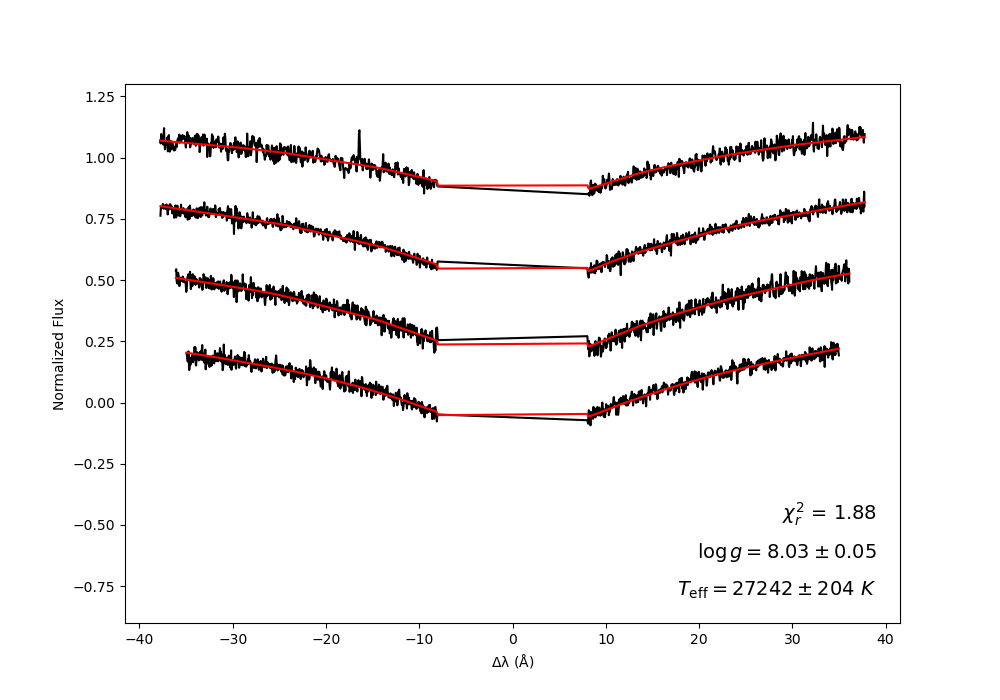 1.25
1.00
0.75
0.50
0.25
0.00
−0.25
−0.50
−0.75
Normalized Flux
χ²ᵣ = 1.88
log g = 8.03 ± 0.05
T_eff = 27242 ± 204 K
−40 −30 −20 −10 0 10 20 30 40
Δλ (Å)